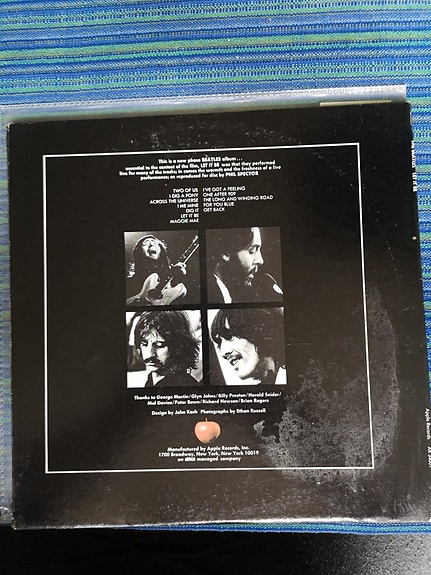 This is a new phase BEATLES album...
essential to the content of the film, LET IT BE was that they performed
live for many of the tracks; in comes the warmth and the freshness of a live
performance; as reproduced for disc by PHIL SPECTOR
TWO OF US
I DIG A PONY
ACROSS THE UNIVERSE
I ME MINE
DIG IT
LET IT BE
MAGGIE MAE
I'VE GOT A FEELING
ONE AFTER 909
THE LONG AND WINDING ROAD
FOR YOU BLUE
GET BACK
Thanks to George Martin/Glyn Johns/Billy Preston/Harold Seider/
Mal Davies/Peter Bown/Richard Hewson/Brian Rogers
Design by John Kosh Photographs by Ethan Russell
Manufactured by Apple Records, Inc.
1700 Broadway, New York, New York 10019
an abkco managed company
Apple Records